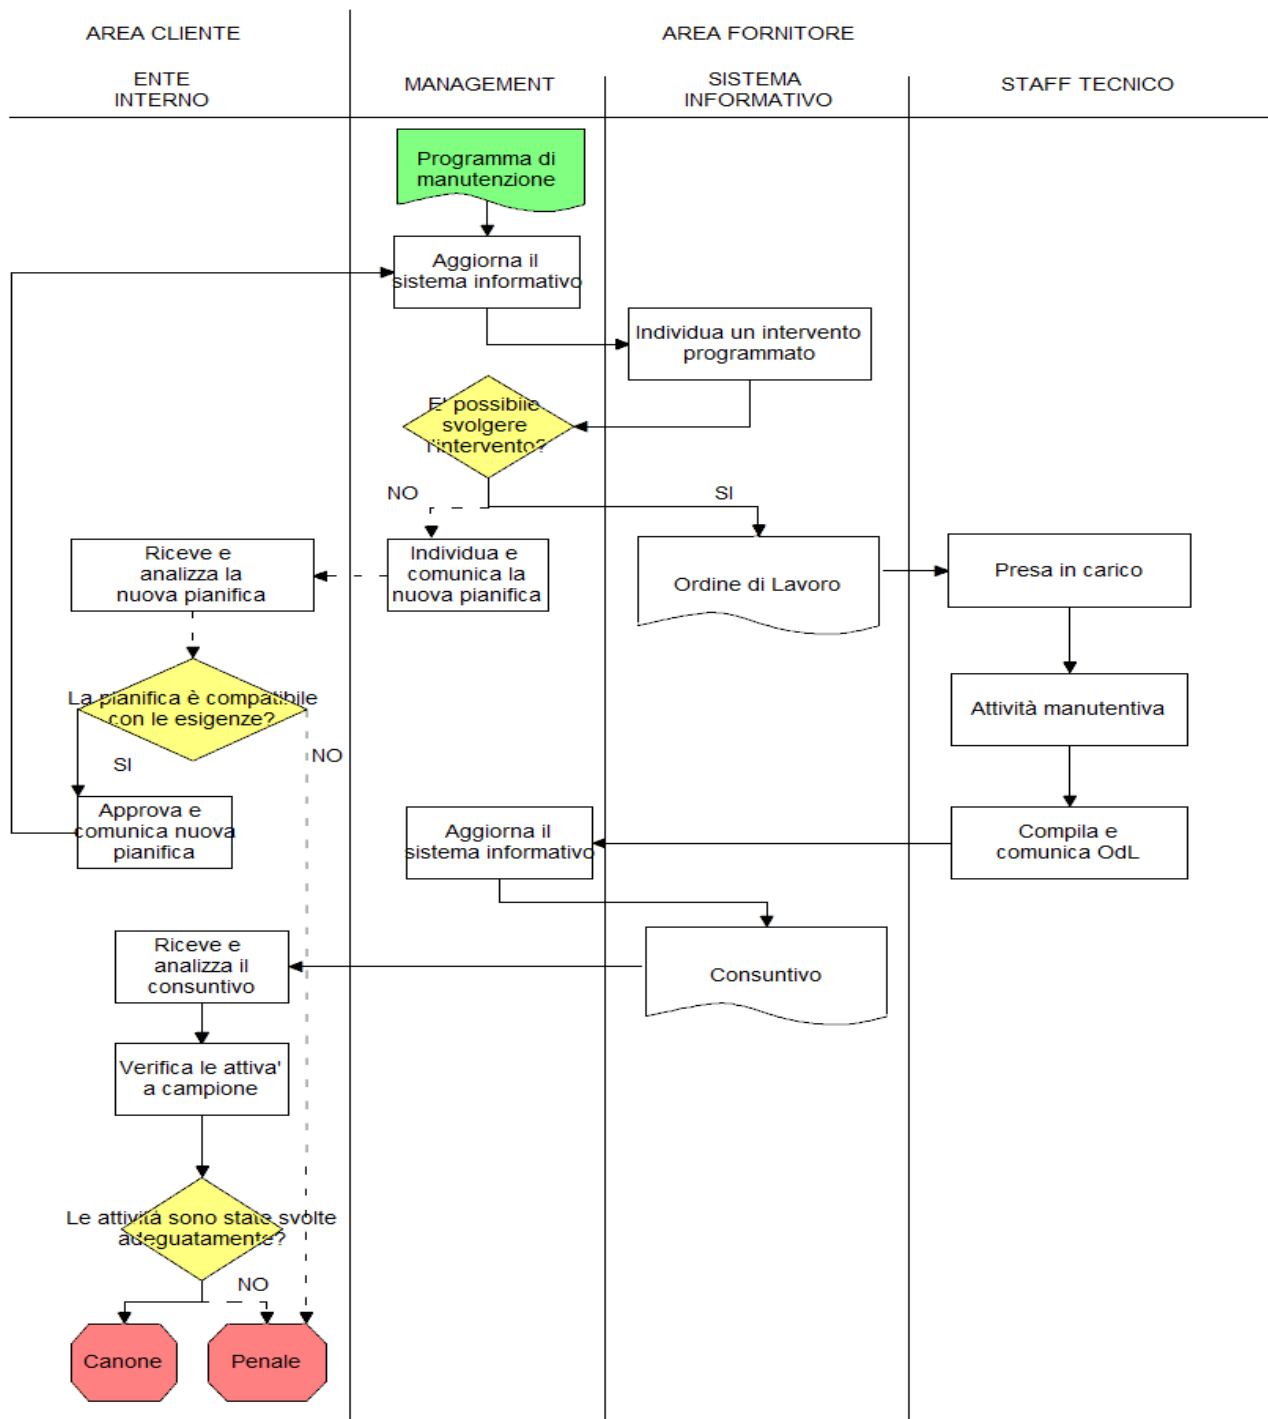 AREA CLIENTE
AREA FORNITORE
ENTE
INTERNO
MANAGEMENT
SISTEMA
INFORMATIVO
STAFF TECNICO
Programma di
manutenzione
Aggiorna il
sistema informativo
Individua un intervento
programmato
E' possibile
svolgere
l'intervento?
NO
SI
Riceve e
analizza la
nuova pianifica
Individua e
comunica la
nuova pianifica
Ordine di Lavoro
Presa in carico
La pianifica è compatibile
con le esigenze?
Attività manutentiva
SI
NO
Approva e
comunica nuova
pianifica
Aggiorna il
sistema informativo
Compila e
comunica OdL
Riceve e
analizza il
consuntivo
Consuntivo
Verifica le attiva'
a campione
Le attività sono state svolte
adeguatamente?
NO
Canone
Penale